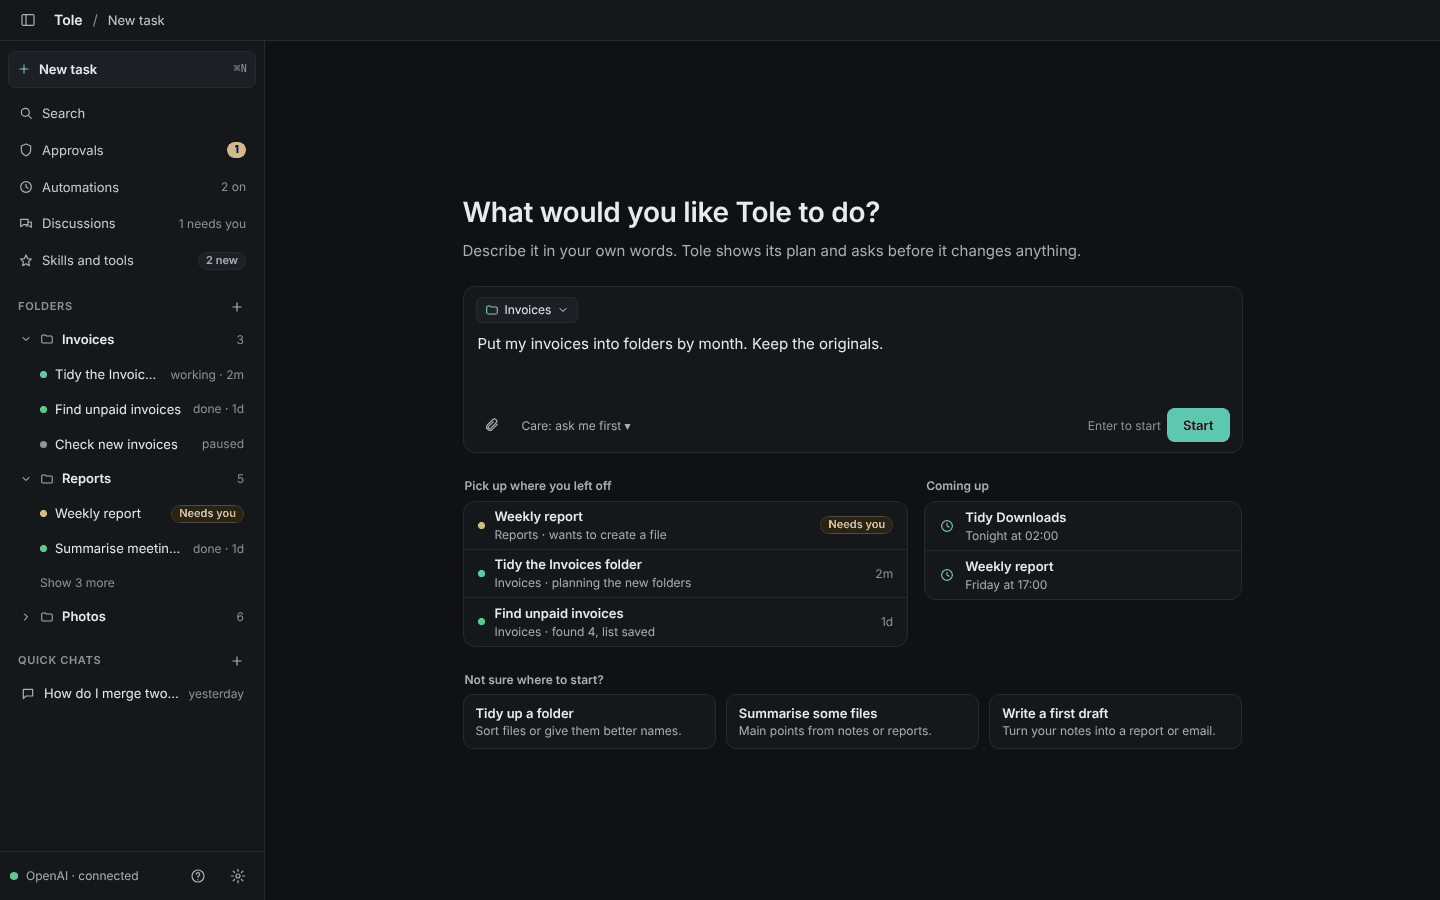 Tole / New task
New task ⌘N
Search
Approvals 1
Automations 2 on
Discussions 1 needs you
Skills and tools 2 new
FOLDERS
Invoices 3
Tidy the Invoic... working · 2m
Find unpaid invoices done · 1d
Check new invoices paused
Reports 5
Weekly report Needs you
Summarise meetin... done · 1d
Show 3 more
Photos 6
QUICK CHATS
How do I merge two... yesterday
OpenAI · connected
What would you like Tole to do?
Describe it in your own words. Tole shows its plan and asks before it changes anything.
Invoices
Put my invoices into folders by month. Keep the originals.
Care: ask me first ▾
Enter to start Start
Pick up where you left off
Weekly report
Reports · wants to create a file
Needs you
Tidy the Invoices folder
Invoices · planning the new folders
2m
Find unpaid invoices
Invoices · found 4, list saved
1d
Coming up
Tidy Downloads
Tonight at 02:00
Weekly report
Friday at 17:00
Not sure where to start?
Tidy up a folder
Sort files or give them better names.
Summarise some files
Main points from notes or reports.
Write a first draft
Turn your notes into a report or email.